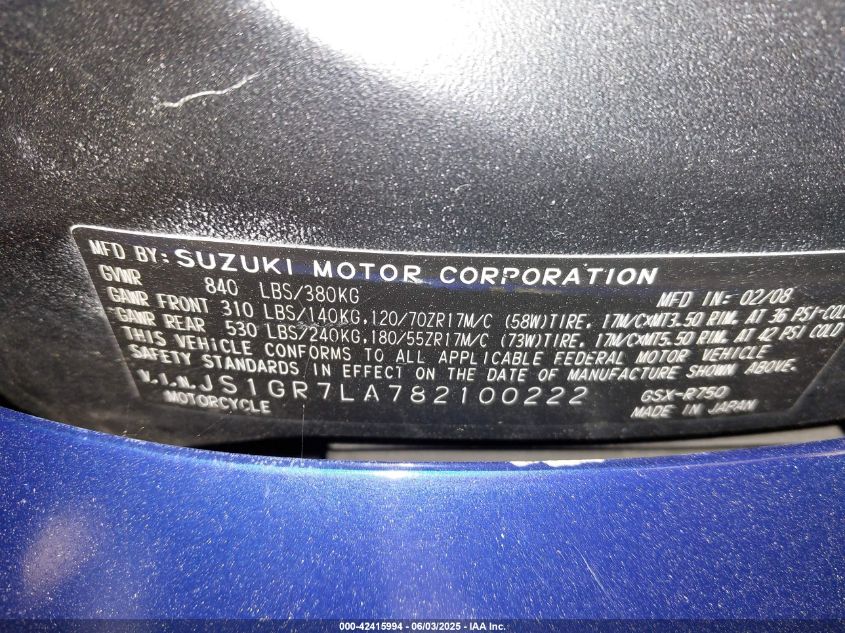 MFD BY: SUZUKI MOTOR CORPORATION
GVWR 840 LBS/380KG MFD IN: 02/08
GAWR FRONT 310 LBS/140KG, 120/70ZR17M/C (58W)TIRE, 17M/C×MT3.50 RIM, AT 36 PSI-COLD
GAWR REAR 530 LBS/240KG, 180/55ZR17M/C (73W)TIRE, 17M/C×MT5.50 RIM, AT 42 PSI COLD
THIS VEHICLE CONFORMS TO ALL APPLICABLE FEDERAL MOTOR VEHICLE
SAFETY STANDARDS IN EFFECT ON THE DATE OF MANUFACTURE SHOWN ABOVE.
V.I.N. JS1GR7LA782100222 GSX-R750
MOTORCYCLE MADE IN JAPAN
000-42415994 - 06/03/2025 - IAA Inc.